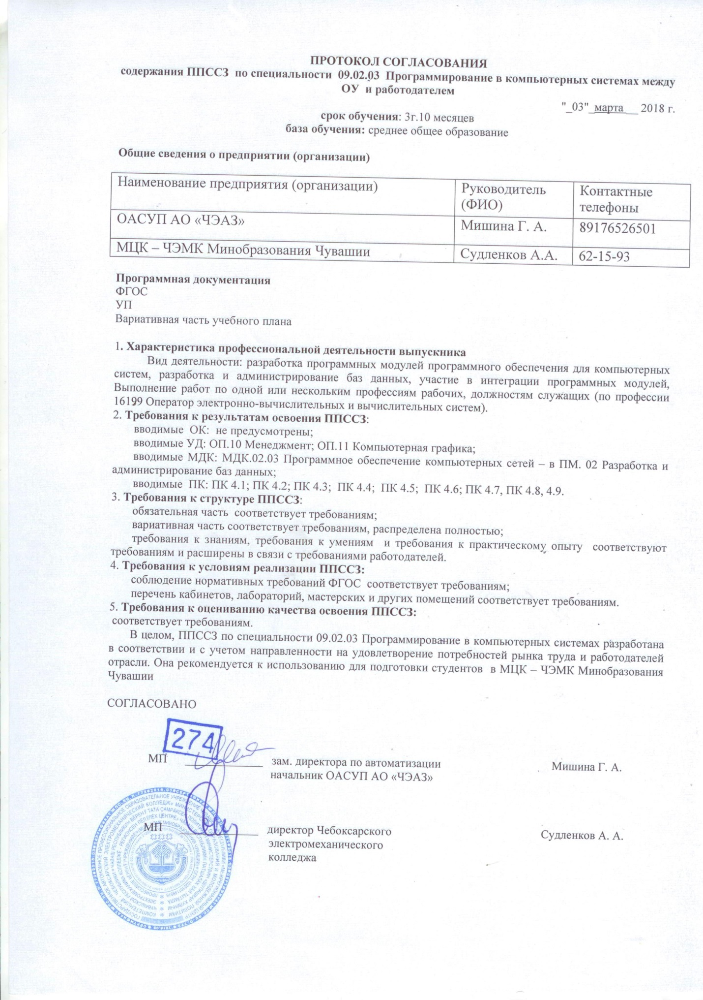 ПРОТОКОЛ СОГЛАСОВАНИЯ
содержания ППССЗ по специальности 09.02.03 Программирование в компьютерных системах между
ОУ и работодателем
"_03"_марта__ 2018 г.
срок обучения: 3г.10 месяцев
база обучения: среднее общее образование
Общие сведения о предприятии (организации)
Наименование предприятия (организации)
Руководитель (ФИО)
Контактные телефоны
ОАСУП АО «ЧЭАЗ»
Мишина Г. А.
89176526501
МЦК – ЧЭМК Минобразования Чувашии
Судленков А.А.
62-15-93
Программная документация
ФГОС
УП
Вариативная часть учебного плана
1. Характеристика профессиональной деятельности выпускника
Вид деятельности: разработка программных модулей программного обеспечения для компьютерных
систем, разработка и администрирование баз данных, участие в интеграции программных модулей,
Выполнение работ по одной или нескольким профессиям рабочих, должностям служащих (по профессии
16199 Оператор электронно-вычислительных и вычислительных систем).
2. Требования к результатам освоения ППССЗ:
вводимые ОК: не предусмотрены;
вводимые УД: ОП.10 Менеджмент; ОП.11 Компьютерная графика;
вводимые МДК: МДК.02.03 Программное обеспечение компьютерных сетей – в ПМ. 02 Разработка и
администрирование баз данных;
вводимые ПК: ПК 4.1; ПК 4.2; ПК 4.3; ПК 4.4; ПК 4.5; ПК 4.6; ПК 4.7, ПК 4.8, 4.9.
3. Требования к структуре ППССЗ:
обязательная часть соответствует требованиям;
вариативная часть соответствует требованиям, распределена полностью;
требования к знаниям, требования к умениям и требования к практическому опыту соответствуют
требованиям и расширены в связи с требованиями работодателей.
4. Требования к условиям реализации ППССЗ:
соблюдение нормативных требований ФГОС соответствует требованиям;
перечень кабинетов, лабораторий, мастерских и других помещений соответствует требованиям.
5. Требования к оцениванию качества освоения ППССЗ:
соответствует требованиям.
В целом, ППССЗ по специальности 09.02.03 Программирование в компьютерных системах разработана
в соответствии и с учетом направленности на удовлетворение потребностей рынка труда и работодателей
отрасли. Она рекомендуется к использованию для подготовки студентов в МЦК – ЧЭМК Минобразования
Чувашии
СОГЛАСОВАНО
274
МП ____________ зам. директора по автоматизации Мишина Г. А.
начальник ОАСУП АО «ЧЭАЗ»
МП ____________ директор Чебоксарского Судленков А. А.
электромеханического
колледжа